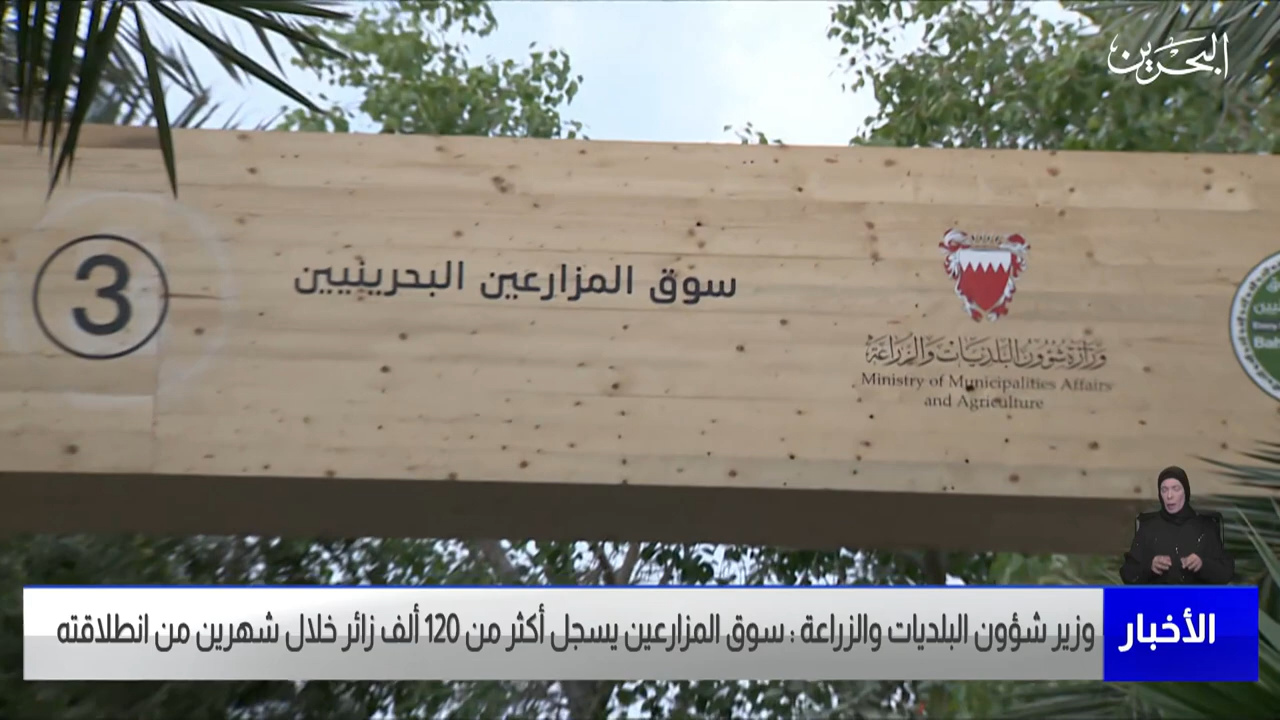 البحرين
سوق المزارعين البحرينيين
3
وزارة شؤون البلديات والزراعة
Ministry of Municipalities Affairs
and Agriculture
الأخبار
وزير شؤون البلديات والزراعة : سوق المزارعين يسجل أكثر من 120 ألف زائر خلال شهرين من انطلاقته